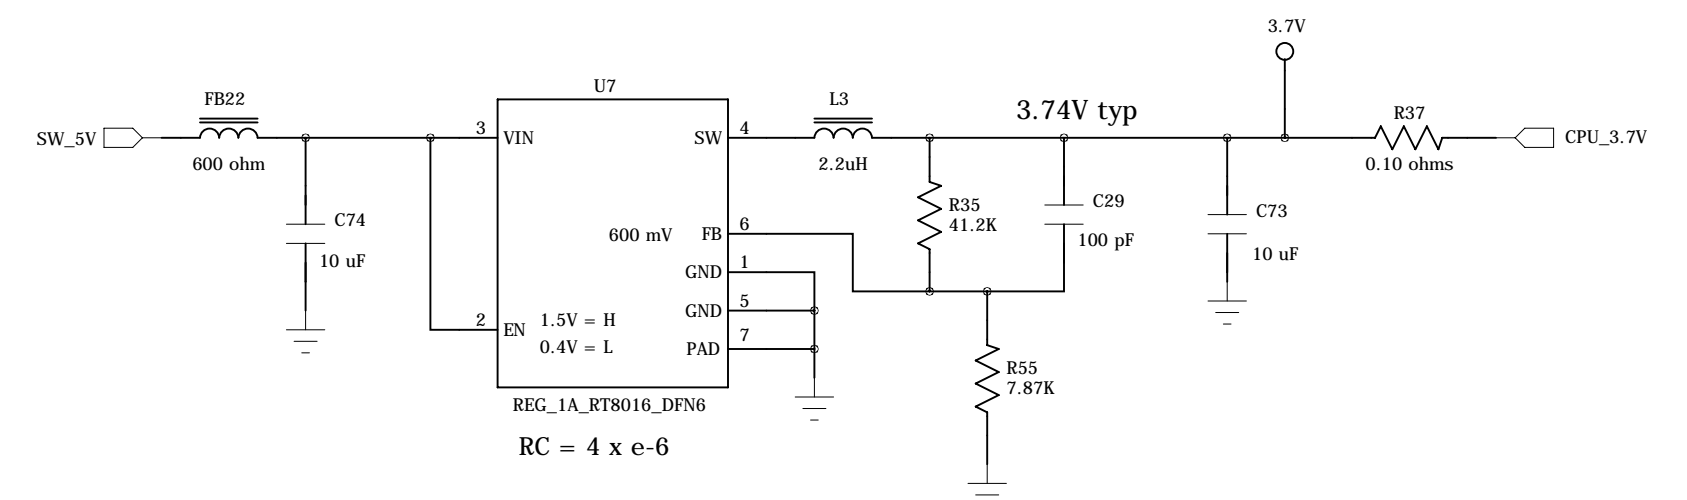 3.7V
U7
FB22
L3
3.74V typ
R37
SW_5V
3
VIN
SW
4
CPU_3.7V
600 ohm
2.2uH
0.10 ohms
C74
10 uF
R35
41.2K
C29
100 pF
C73
10 uF
600 mV
FB
6
GND
1
GND
5
2
EN
1.5V = H
0.4V = L
PAD
7
R55
7.87K
REG_1A_RT8016_DFN6
RC = 4 x e-6